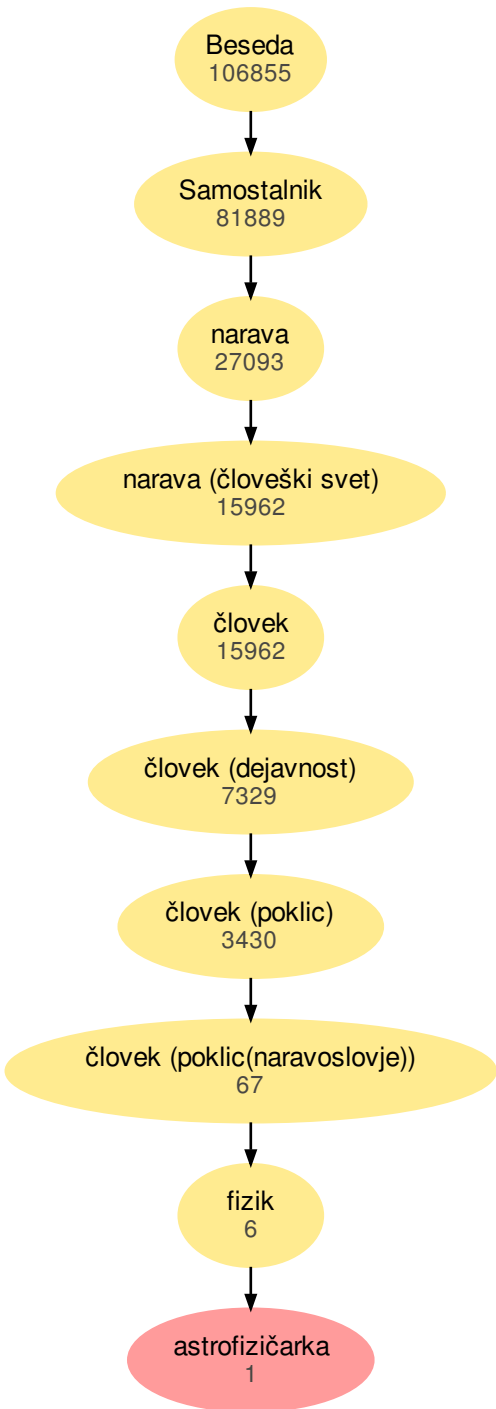 Beseda
106855
Samostalnik
81889
narava
27093
narava (človeški svet)
15962
človek
15962
človek (dejavnost)
7329
človek (poklic)
3430
človek (poklic(naravoslovje))
67
fizik
6
astrofizičarka
1